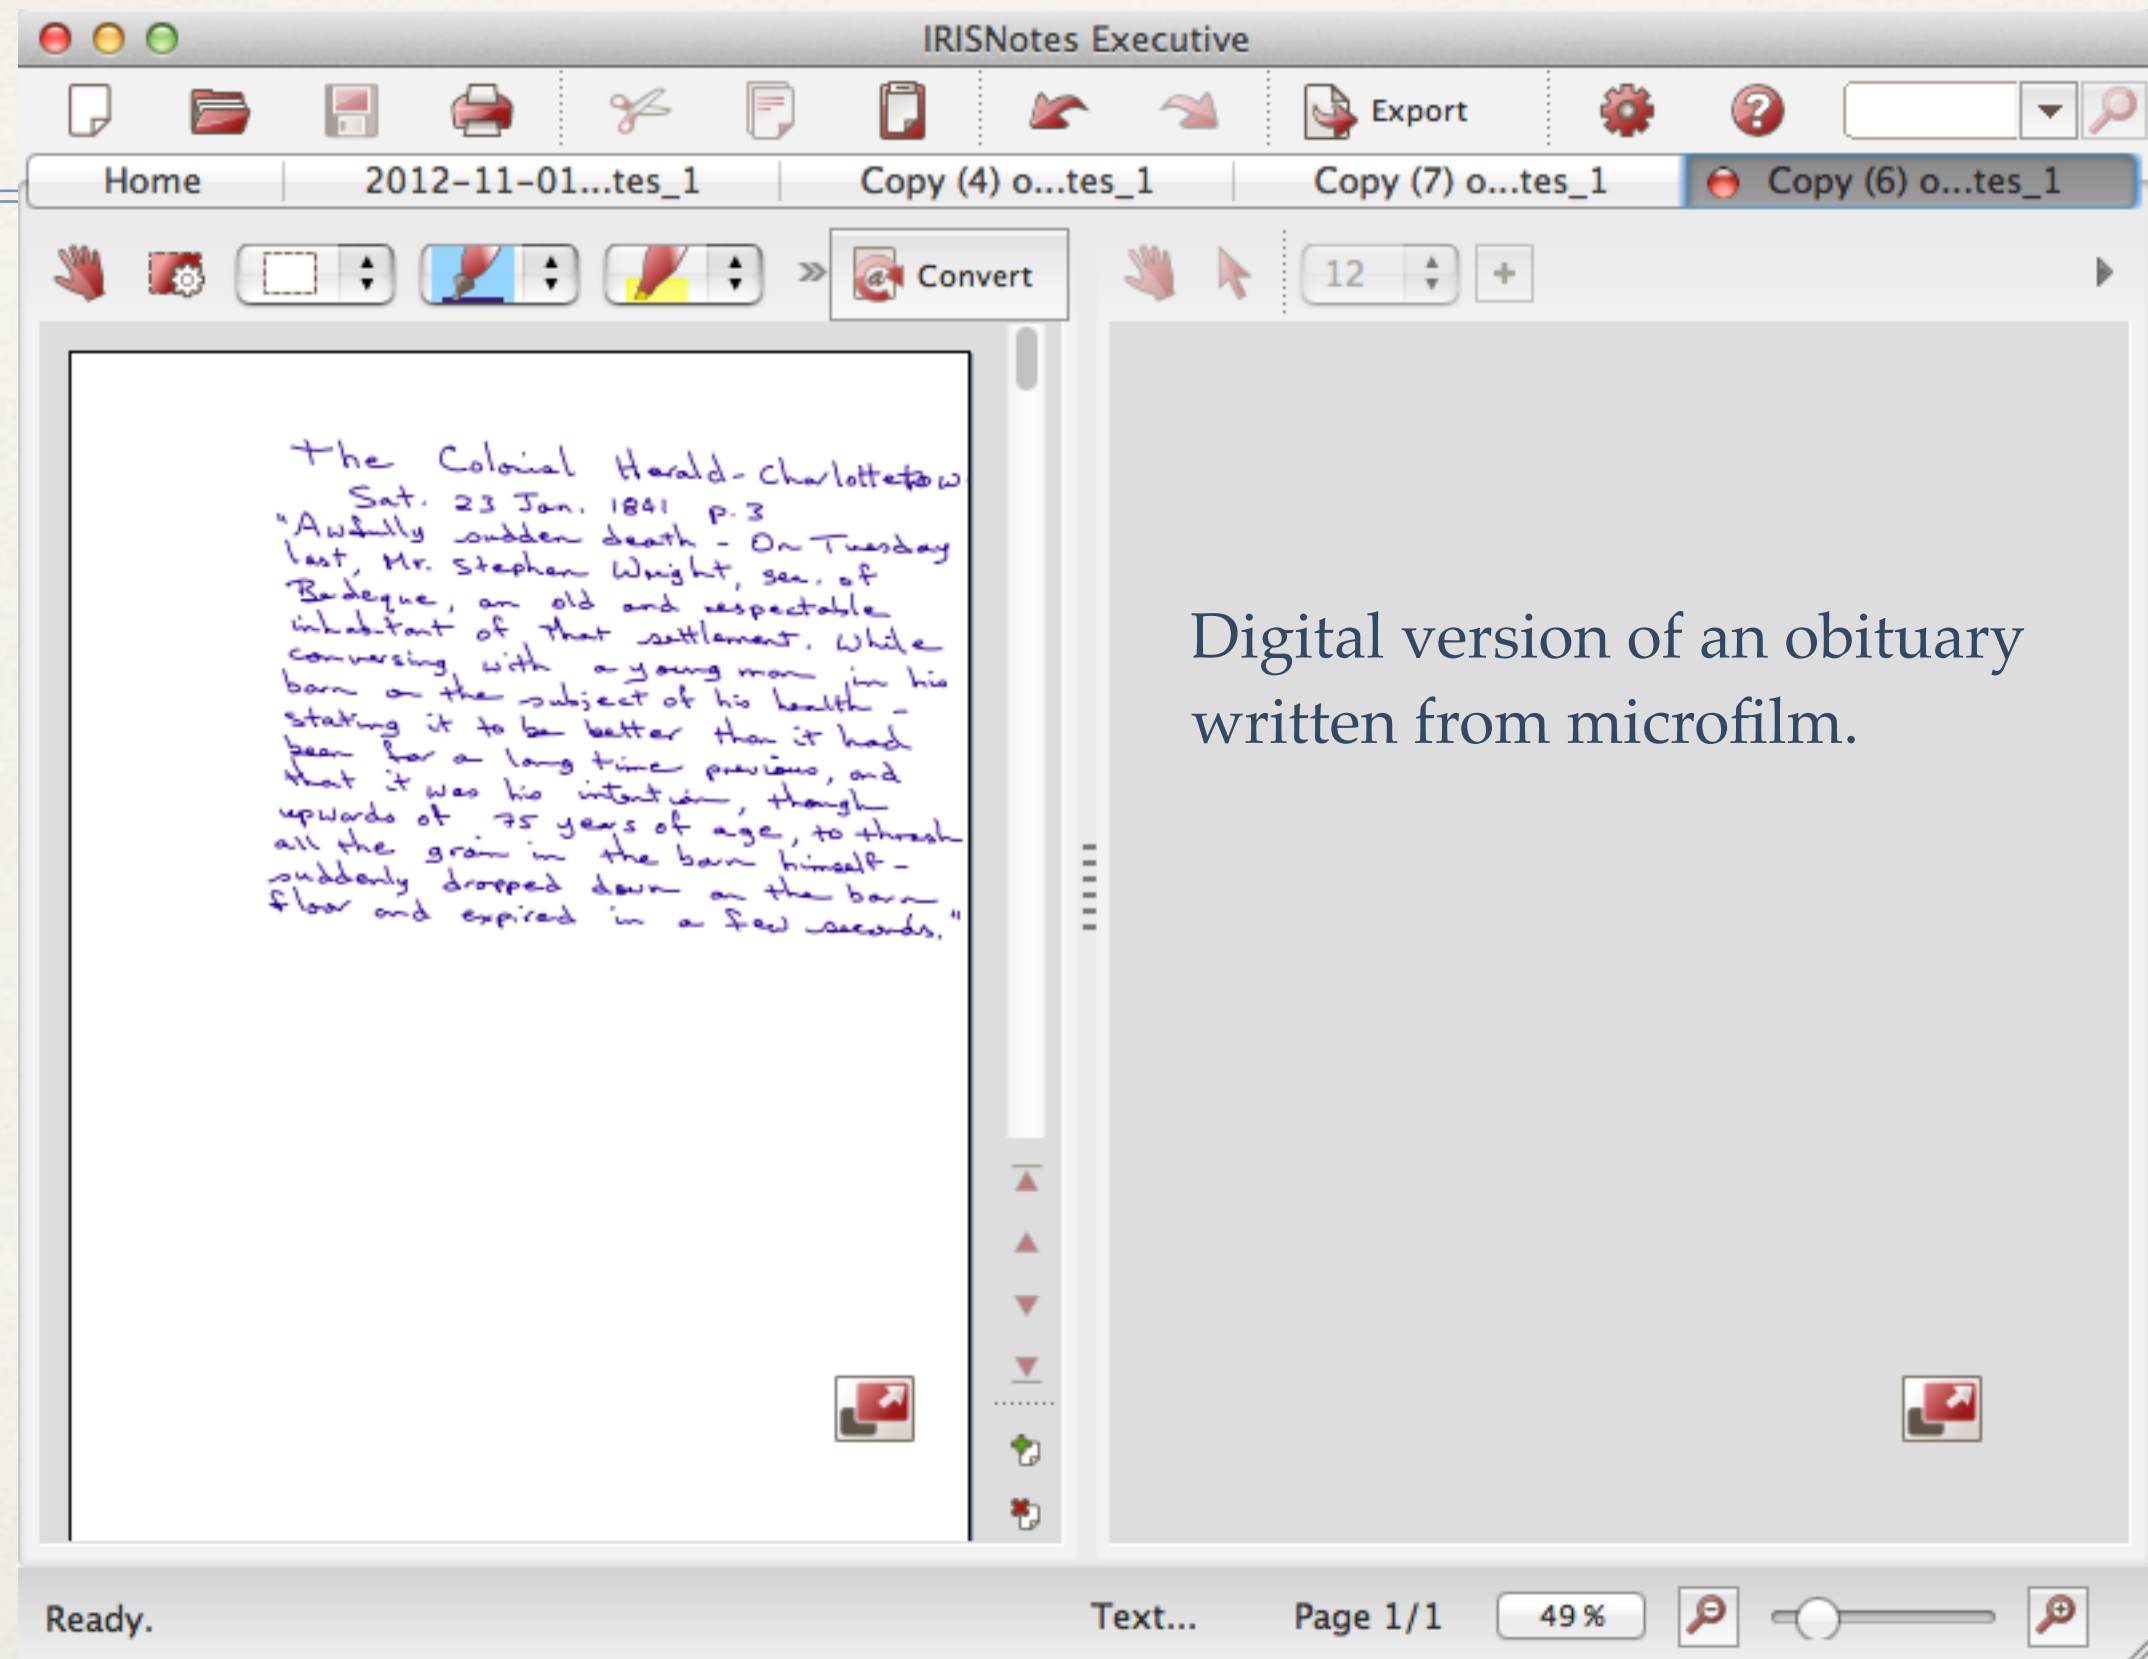 IRISNotes Executive
Export
Home
2012-11-01...tes_1
Copy (4) o...tes_1
Copy (7) o...tes_1
Copy (6) o...tes_1
Convert
12
The Colonial Herald - Charlottetow
Sat. 23 Jan. 1841 p. 3
"Awfully sudden death - On Tuesday
last, Mr. Stephen Wright, sen. of
Bedeque, an old and respectable
inhabitant of that settlement. While
conversing with a young man in his
barn on the subject of his health -
stating it to be better than it had
been for a long time previous, and
that it was his intention, though
upwards of 75 years of age, to thrash
all the grain in the barn himself -
suddenly dropped down on the barn
floor and expired in a few seconds."
Digital version of an obituary
written from microfilm.
Ready.
Text...
Page 1/1
49 %